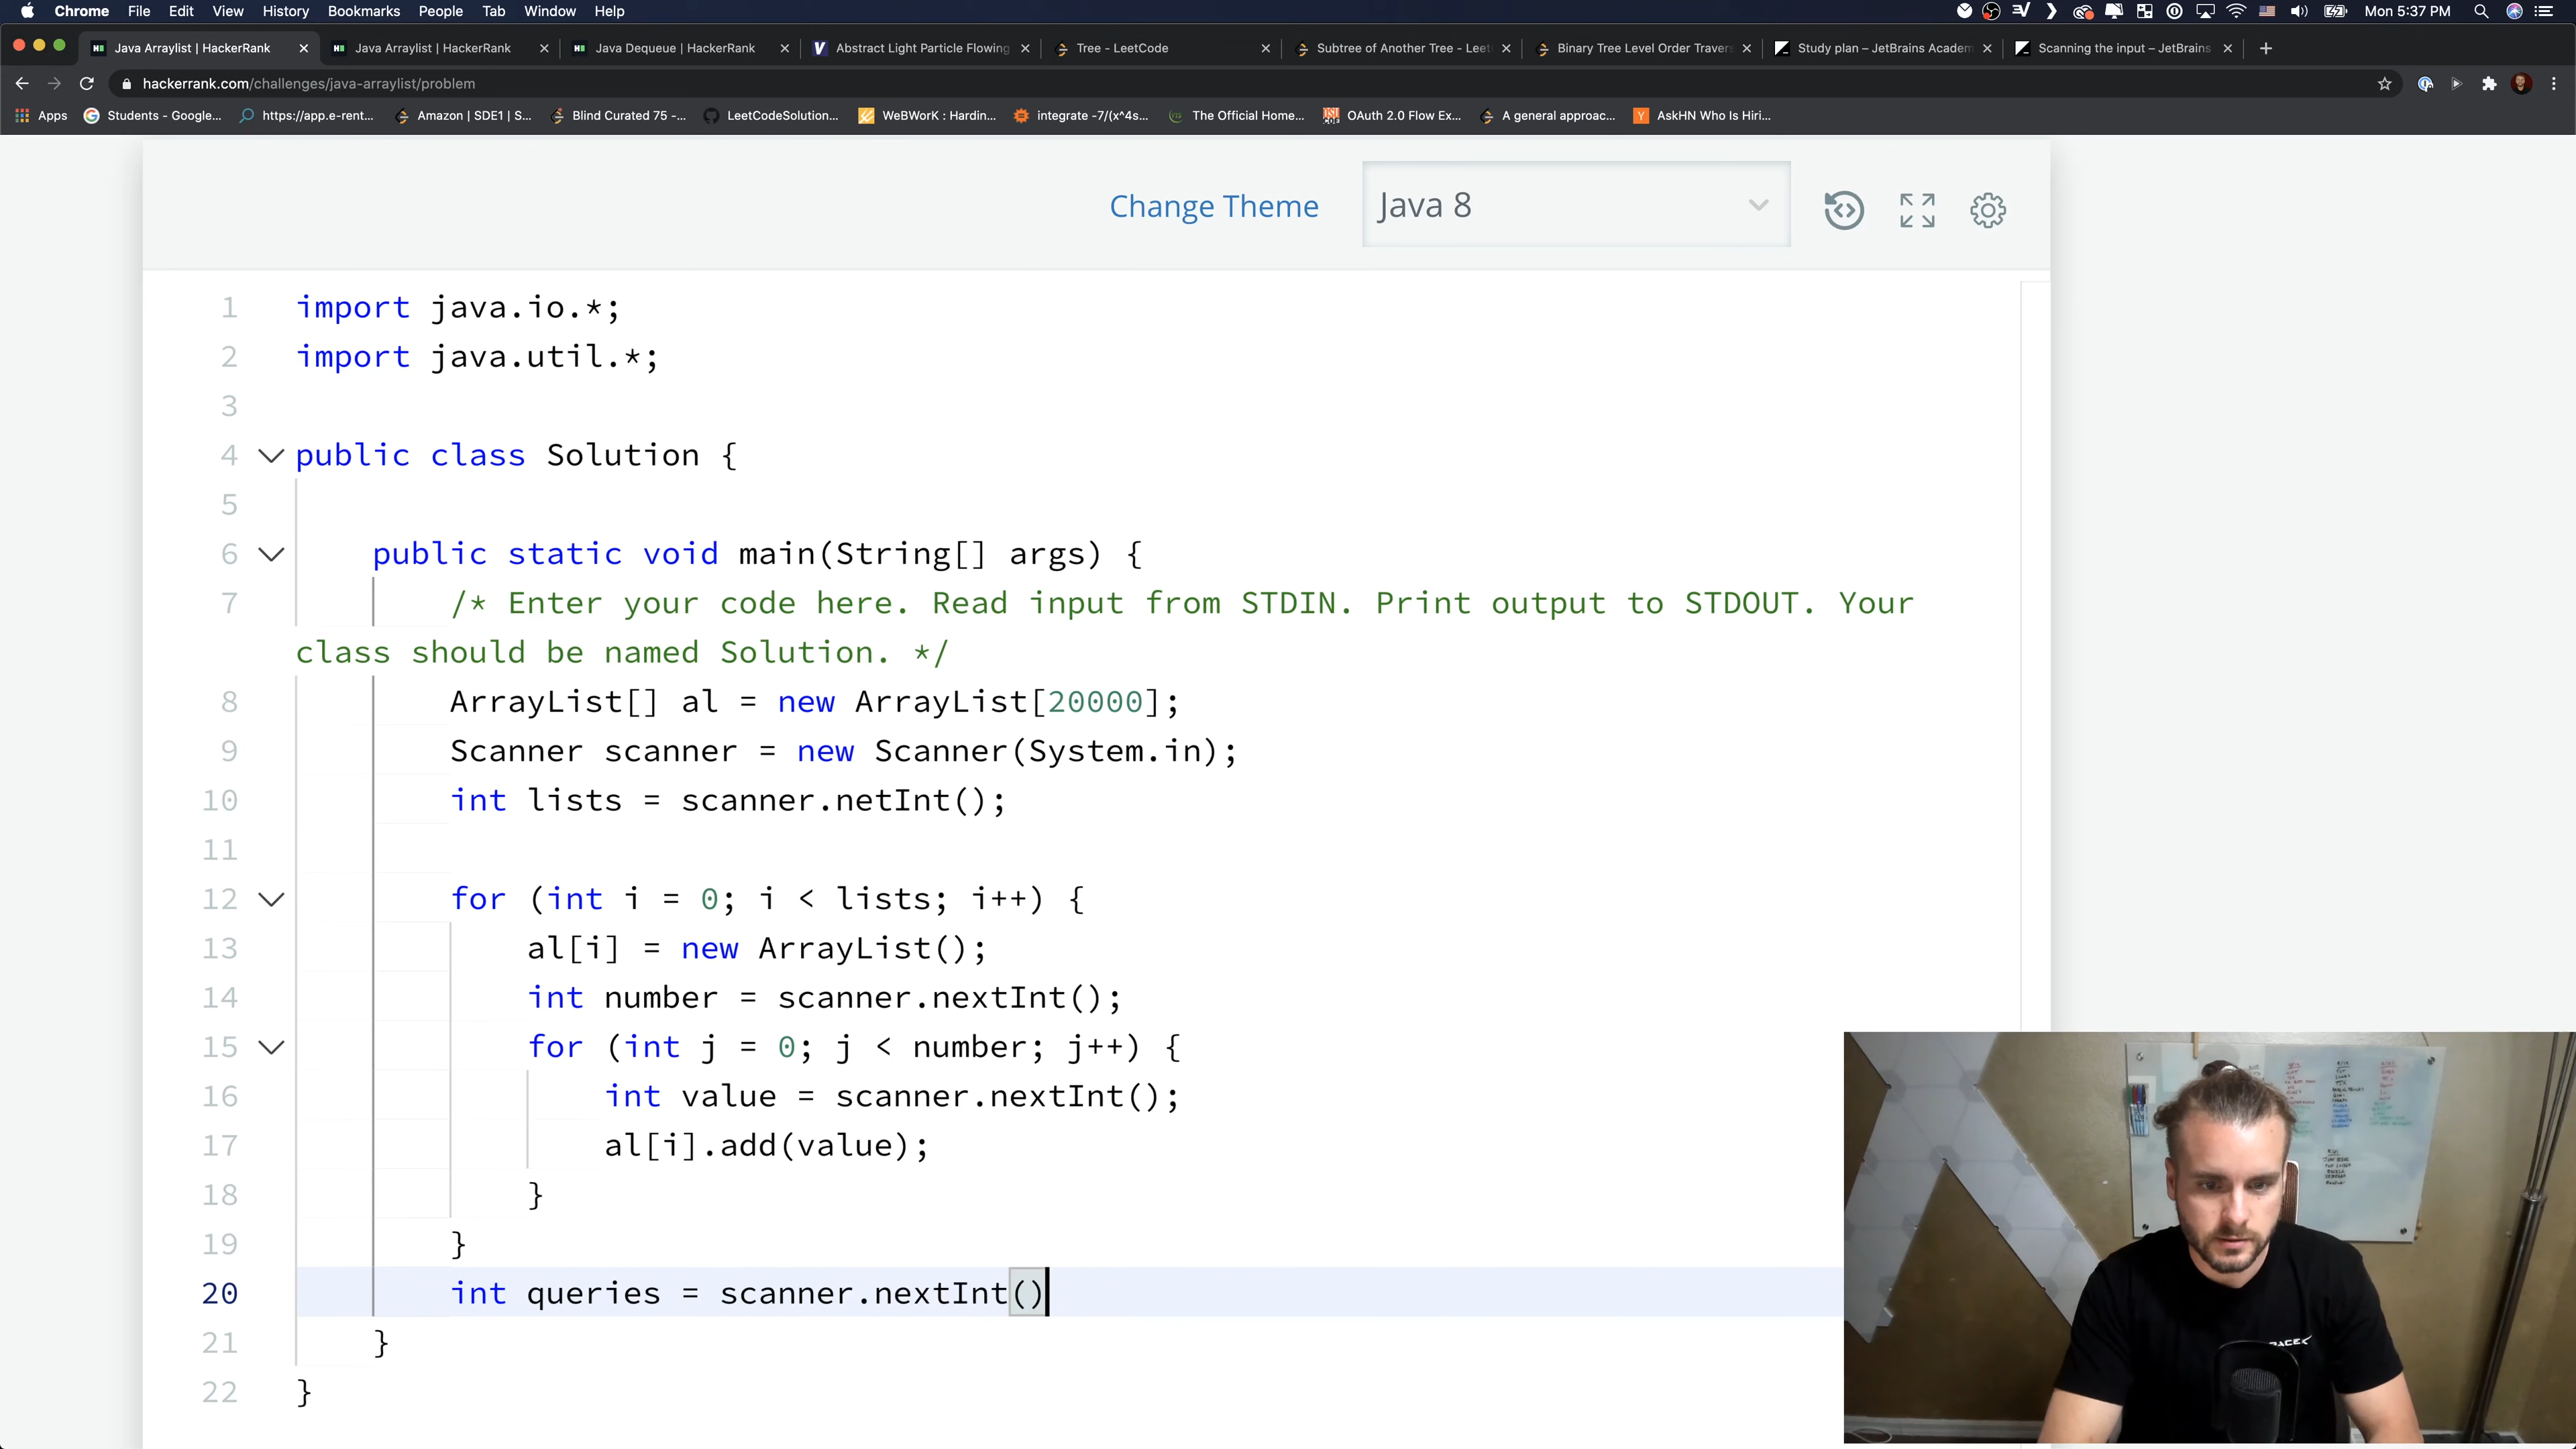 Chrome File Edit View History Bookmarks People Tab Window Help Mon 5:37 PM
Java Arraylist | HackerRank Java Arraylist | HackerRank Java Dequeue | HackerRank Abstract Light Particle Flowing Tree - LeetCode Subtree of Another Tree - Leet Binary Tree Level Order Travers Study plan – JetBrains Academ Scanning the input – JetBrains
hackerrank.com/challenges/java-arraylist/problem
Apps Students - Google... https://app.e-rent... Amazon | SDE1 | S... Blind Curated 75 -... LeetCodeSolution... WeBWorK : Hardin... integrate -7/(x^4s... The Official Home... OAuth 2.0 Flow Ex... A general approac... AskHN Who Is Hiri...
Change Theme Java 8
1 import java.io.*;
2 import java.util.*;
3
4 public class Solution {
5
6 public static void main(String[] args) {
7 /* Enter your code here. Read input from STDIN. Print output to STDOUT. Your
class should be named Solution. */
8 ArrayList[] al = new ArrayList[20000];
9 Scanner scanner = new Scanner(System.in);
10 int lists = scanner.netInt();
11
12 for (int i = 0; i < lists; i++) {
13 al[i] = new ArrayList();
14 int number = scanner.nextInt();
15 for (int j = 0; j < number; j++) {
16 int value = scanner.nextInt();
17 al[i].add(value);
18 }
19 }
20 int queries = scanner.nextInt()
21 }
22 }